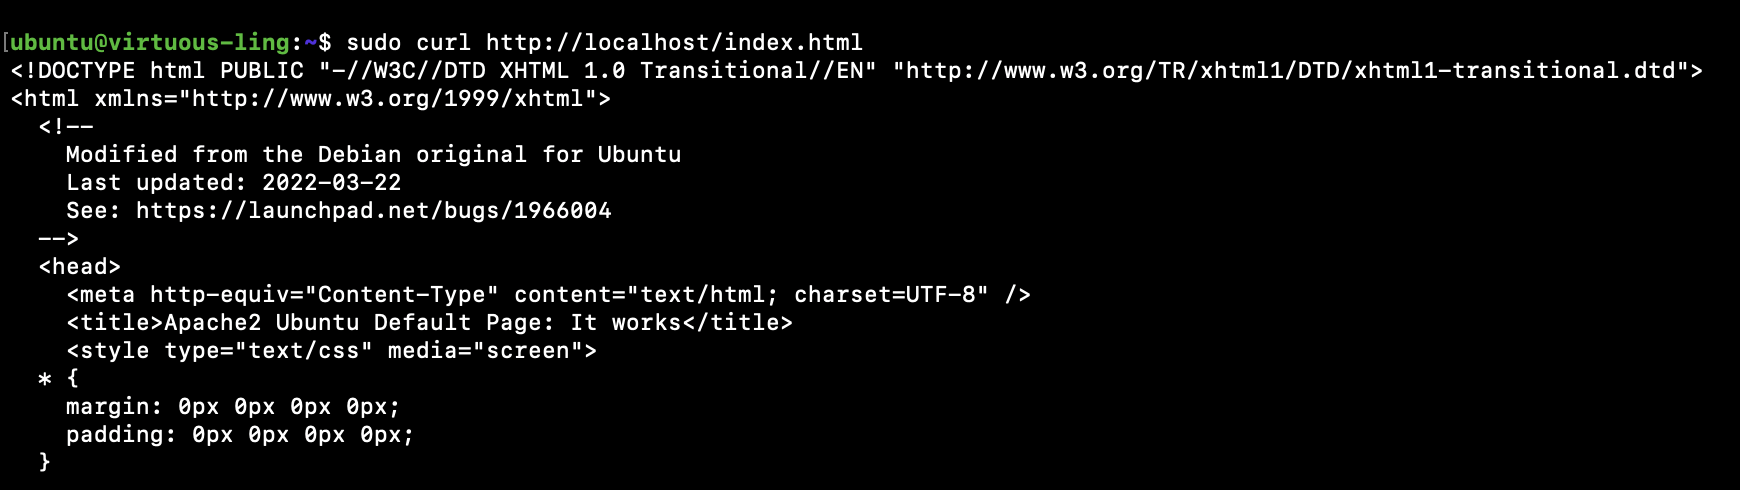 [ubuntu@virtuous-ling:~$ sudo curl http://localhost/index.html
<!DOCTYPE html PUBLIC "-//W3C//DTD XHTML 1.0 Transitional//EN" "http://www.w3.org/TR/xhtml1/DTD/xhtml1-transitional.dtd">
<html xmlns="http://www.w3.org/1999/xhtml">
  <!--
    Modified from the Debian original for Ubuntu
    Last updated: 2022-03-22
    See: https://launchpad.net/bugs/1966004
  -->
  <head>
    <meta http-equiv="Content-Type" content="text/html; charset=UTF-8" />
    <title>Apache2 Ubuntu Default Page: It works</title>
    <style type="text/css" media="screen">
  * {
    margin: 0px 0px 0px 0px;
    padding: 0px 0px 0px 0px;
  }